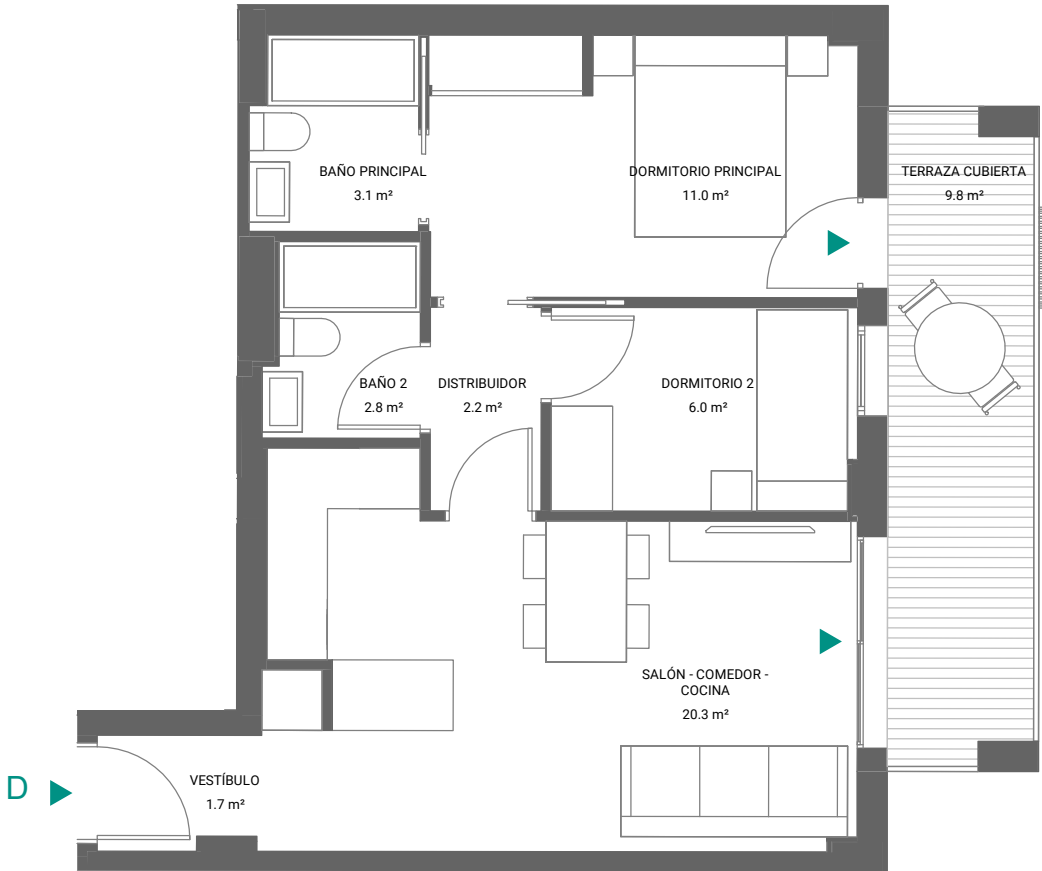 BAÑO PRINCIPAL
3.1 m²
DORMITORIO PRINCIPAL
11.0 m²
TERRAZA CUBIERTA
9.8 m²
BAÑO 2
2.8 m²
DISTRIBUIDOR
2.2 m²
DORMITORIO 2
6.0 m²
SALÓN - COMEDOR -
COCINA
20.3 m²
VESTÍBULO
1.7 m²
D